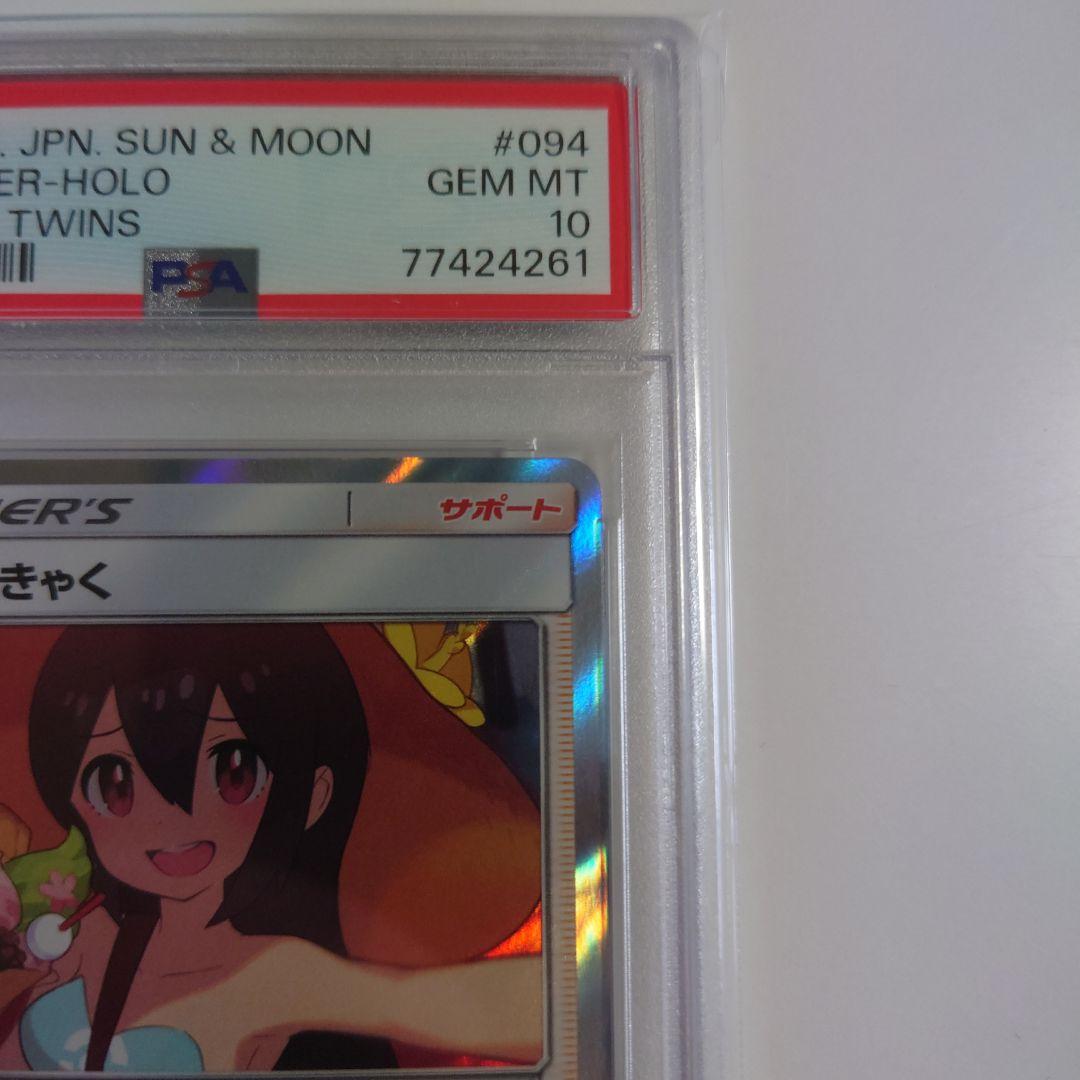 . JPN. SUN & MOON #094
ER-HOLO GEM MT
TWINS 10
77424261
PSA
ER'S サポート
きゃく